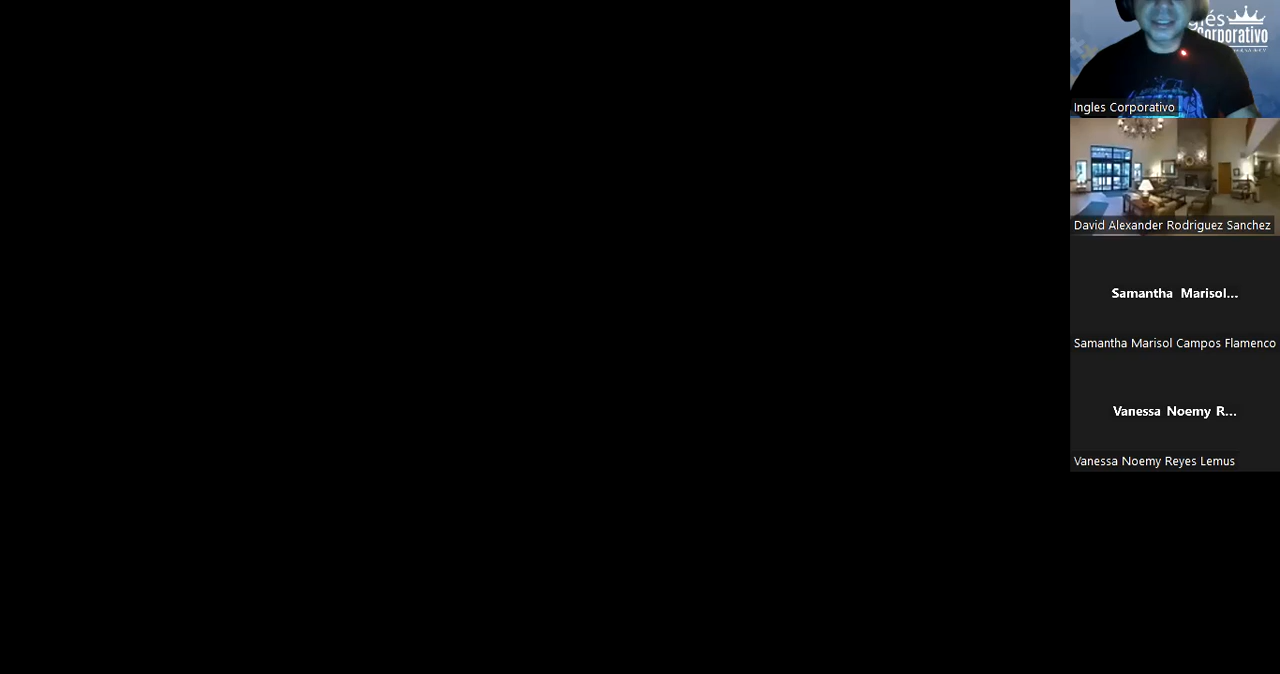 Corporativo
Ingles Corporativo
David Alexander Rodriguez Sanchez
Samantha Marisol...
Samantha Marisol Campos Flamenco
Vanessa Noemy R...
Vanessa Noemy Reyes Lemus